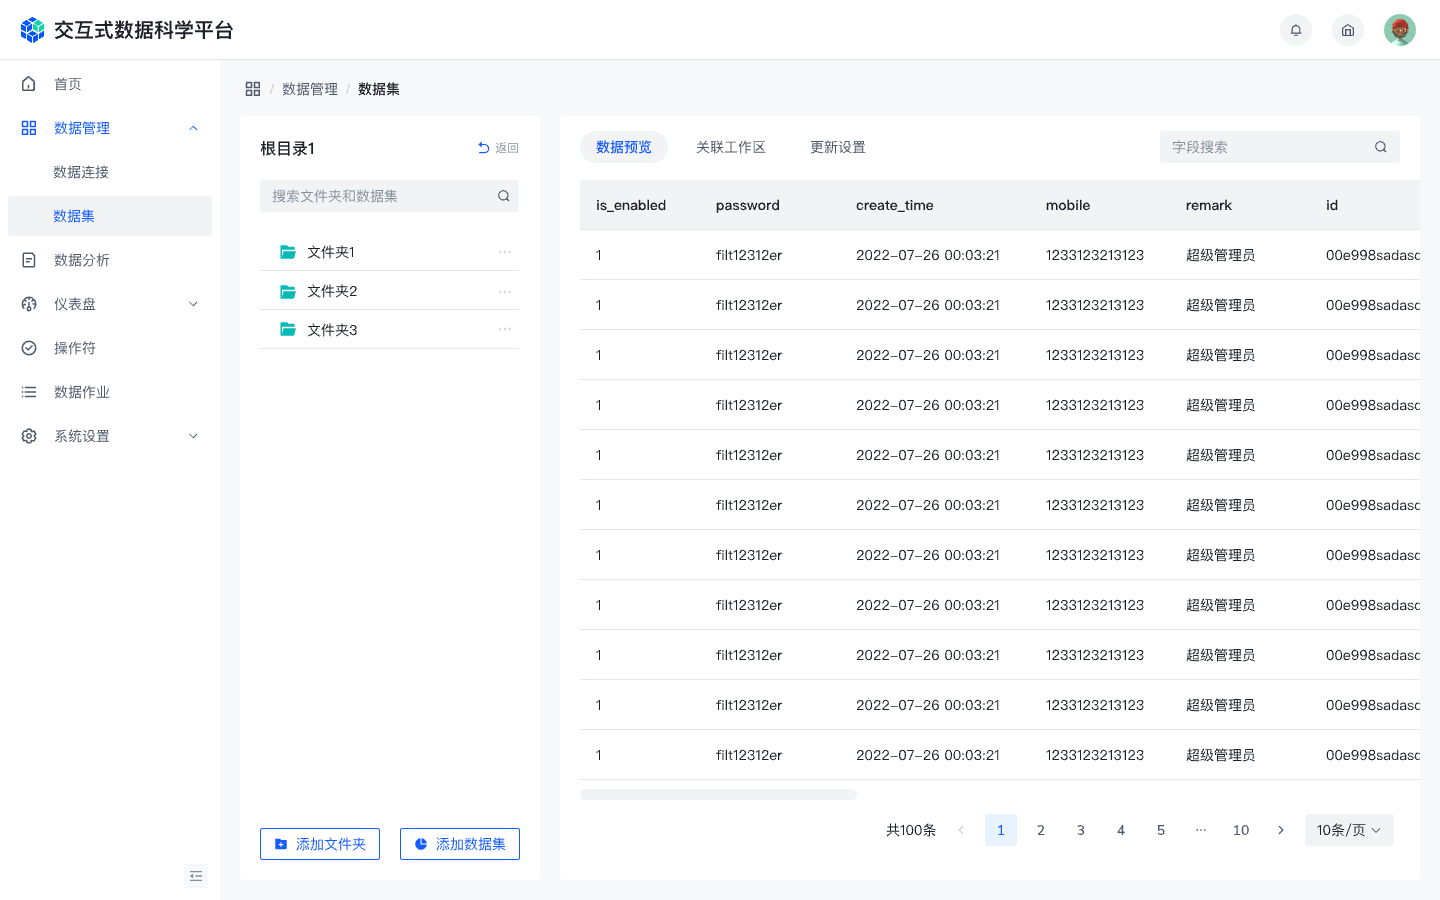 交互式数据科学平台
首页
数据管理
数据连接
数据集
数据分析
仪表盘
操作符
数据作业
系统设置
数据管理 / 数据集
根目录1
返回
搜索文件夹和数据集
文件夹1
文件夹2
文件夹3
添加文件夹
添加数据集
数据预览 关联工作区 更新设置
字段搜索
is_enabled password create_time mobile remark id
1 filt12312er 2022-07-26 00:03:21 1233123213123 超级管理员 00e998sadasd
1 filt12312er 2022-07-26 00:03:21 1233123213123 超级管理员 00e998sadasd
1 filt12312er 2022-07-26 00:03:21 1233123213123 超级管理员 00e998sadasd
1 filt12312er 2022-07-26 00:03:21 1233123213123 超级管理员 00e998sadasd
1 filt12312er 2022-07-26 00:03:21 1233123213123 超级管理员 00e998sadasd
1 filt12312er 2022-07-26 00:03:21 1233123213123 超级管理员 00e998sadasd
1 filt12312er 2022-07-26 00:03:21 1233123213123 超级管理员 00e998sadasd
1 filt12312er 2022-07-26 00:03:21 1233123213123 超级管理员 00e998sadasd
1 filt12312er 2022-07-26 00:03:21 1233123213123 超级管理员 00e998sadasd
1 filt12312er 2022-07-26 00:03:21 1233123213123 超级管理员 00e998sadasd
1 filt12312er 2022-07-26 00:03:21 1233123213123 超级管理员 00e998sadasd
共100条 1 2 3 4 5 ··· 10 10条/页